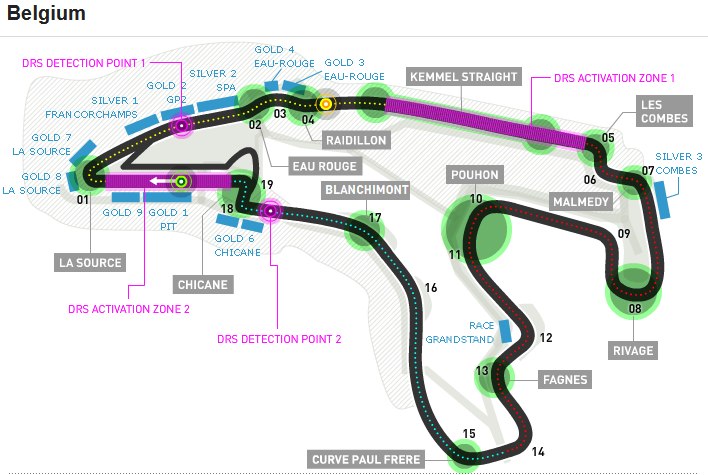 Belgium
DRS DETECTION POINT 1
GOLD 4
EAU-ROUGE
GOLD 3
EAU-ROUGE
SILVER 2
SPA
GOLD 2
GP2
SILVER 1
FRANCORCHAMPS
GOLD 7
LA SOURCE
GOLD 8
LA SOURCE
01
02
03
04
RAIDILLON
EAU ROUGE
KEMMEL STRAIGHT
DRS ACTIVATION ZONE 1
LES
COMBES
05
06
07
SILVER 3
COMBES
MALMEDY
09
08
RIVAGE
POUHON
10
11
BLANCHIMONT
17
19
18
GOLD 9
GOLD 1
PIT
GOLD 6
CHICANE
LA SOURCE
CHICANE
DRS ACTIVATION ZONE 2
DRS DETECTION POINT 2
16
RACE
GRANDSTAND
12
13
FAGNES
14
15
CURVE PAUL FRERE